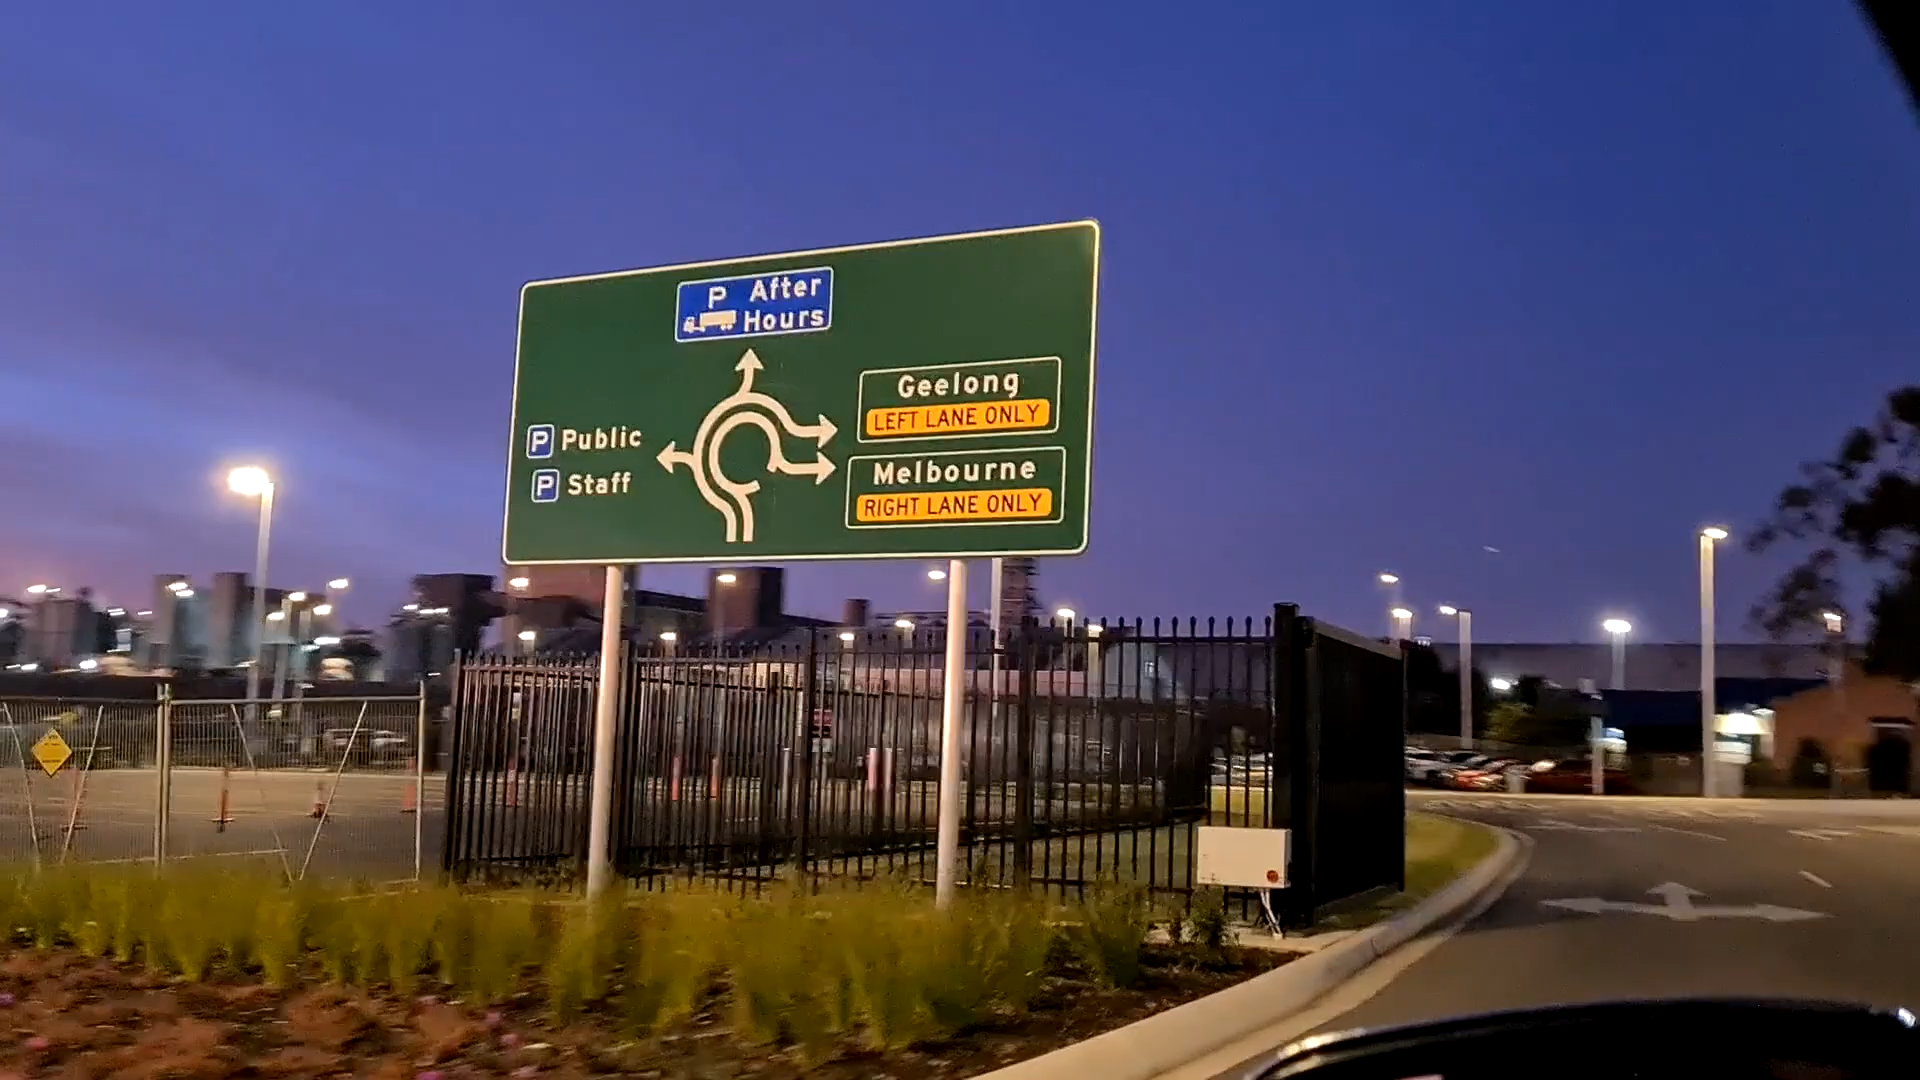 P After
Hours
Geelong
LEFT LANE ONLY
P Public
P Staff
Melbourne
RIGHT LANE ONLY